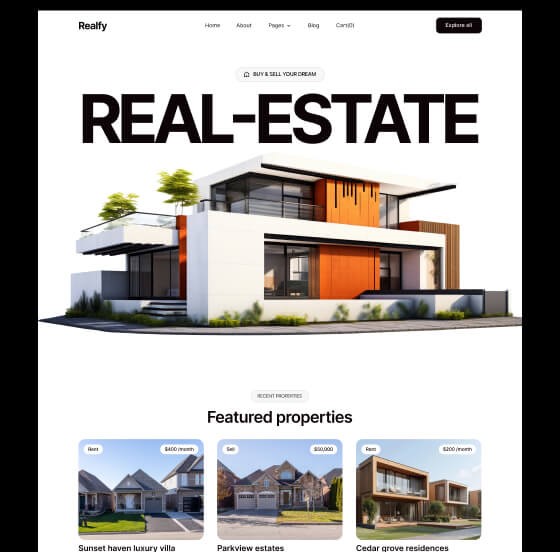 Realfy
Home About Pages Blog Cart(0)
Explore all
BUY & SELL YOUR DREAM
REAL-ESTATE
RECENT PROPERTIES
Featured properties
Rent $400 /month
Sell $50,000
Rent $200 /month
Sunset haven luxury villa
Parkview estates
Cedar grove residences